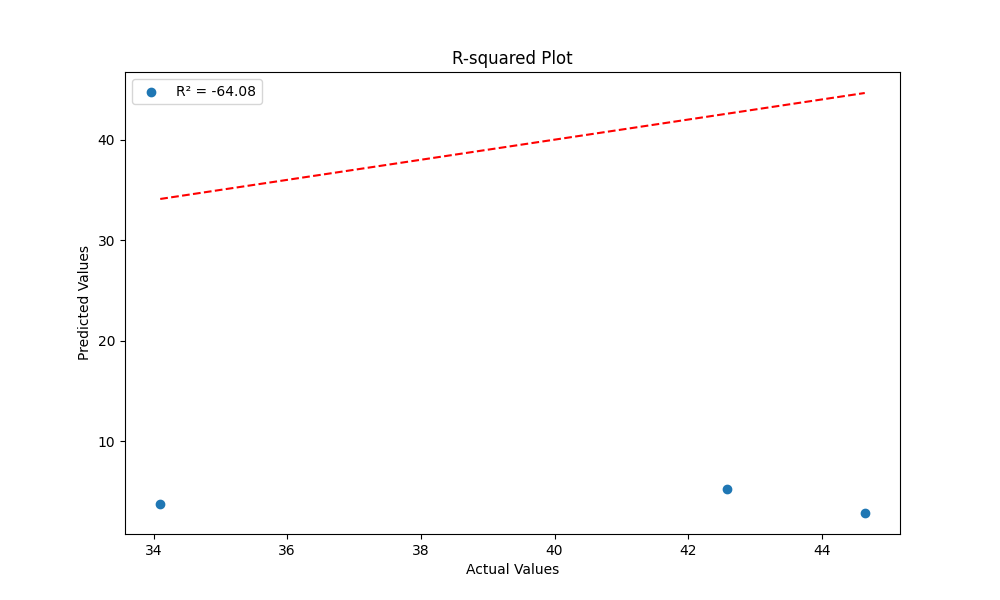 R-squared Plot
R² = -64.08
40
30
20
10
Predicted Values
34
36
38
40
42
44
Actual Values